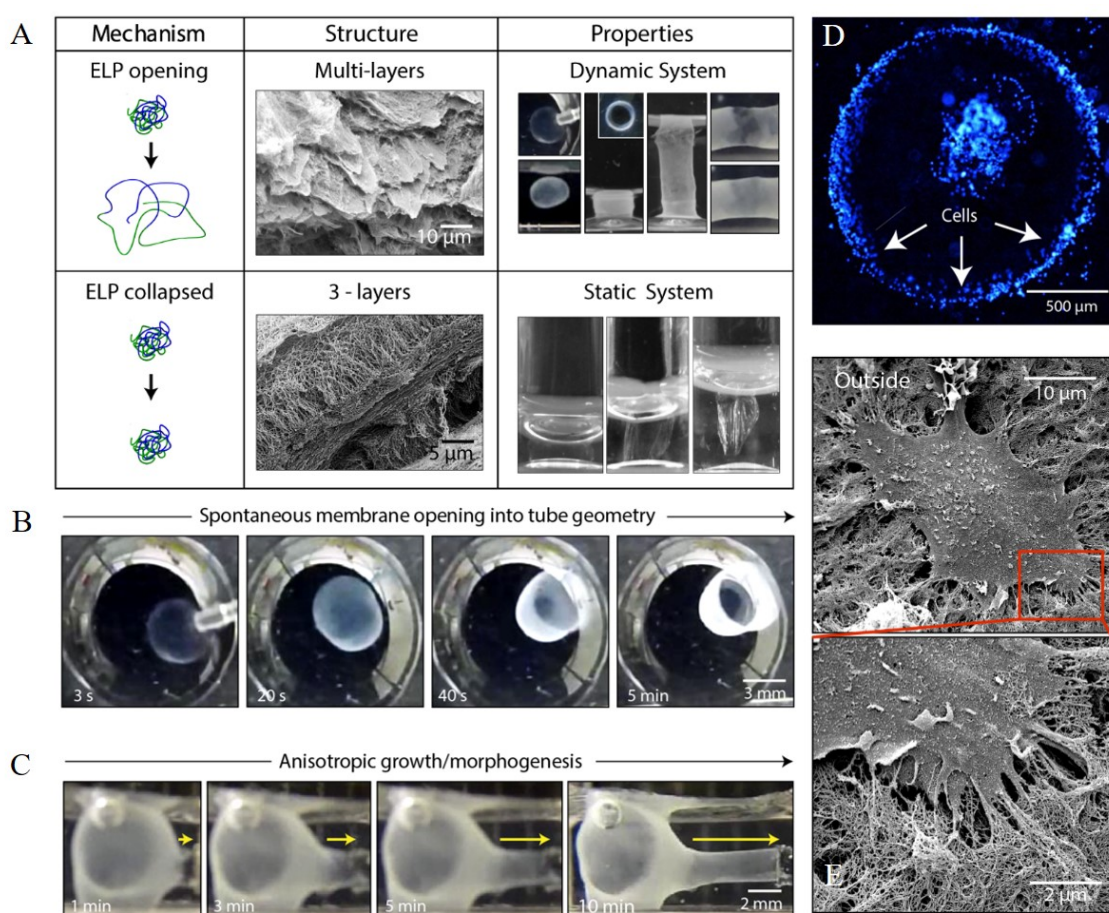 A
Mechanism
Structure
Properties
ELP opening
Multi-layers
Dynamic System
10 µm
ELP collapsed
3 - layers
Static System
5 µm
B
Spontaneous membrane opening into tube geometry
3 s
20 s
40 s
5 min
3 mm
C
Anisotropic growth/morphogenesis
1 min
3 min
5 min
10 min
2 mm
D
Cells
500 µm
Outside
10 µm
E
2 µm